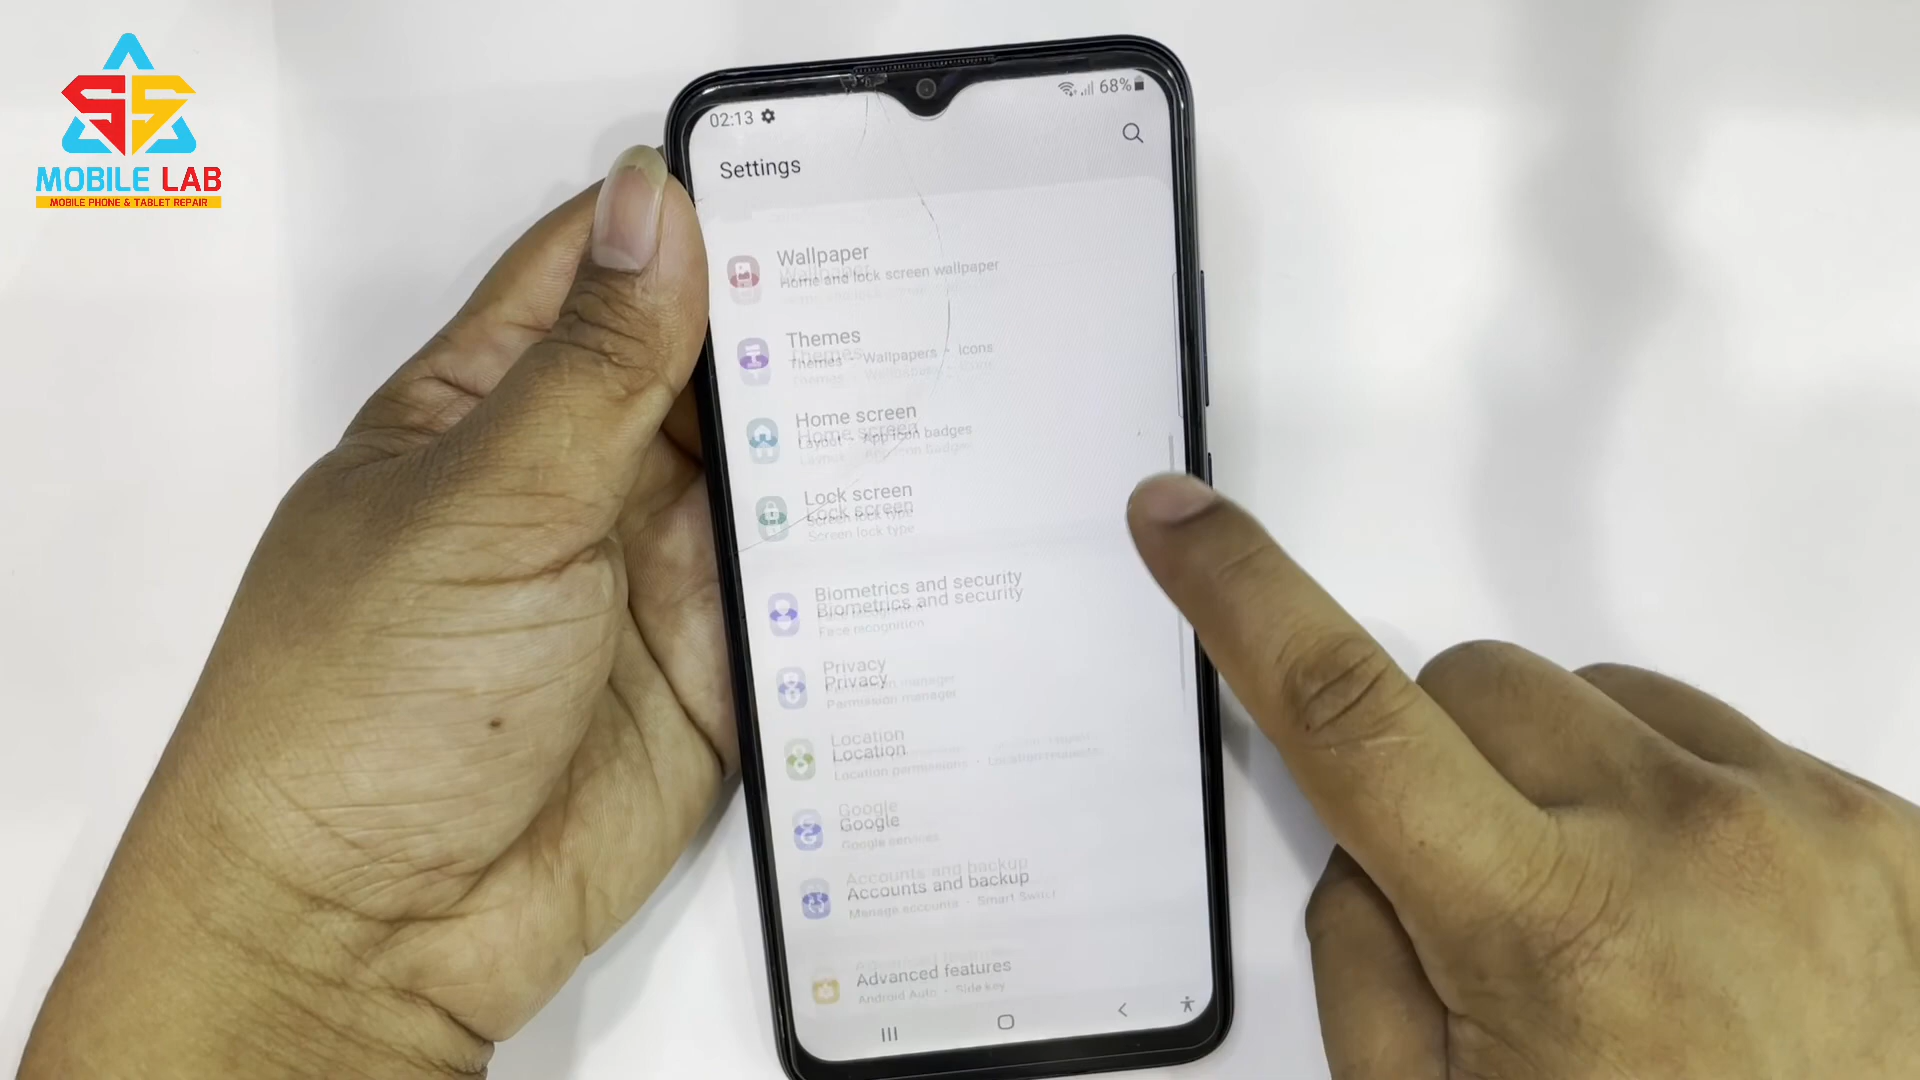 SS
MOBILE LAB
MOBILE PHONE & TABLET REPAIR
02:13
68%
Settings
Wallpaper
Home and lock screen wallpaper
Themes
Themes • Wallpapers • Icons
Home screen
Layout • App icon badges
Lock screen
Screen lock type
Biometrics and security
Face recognition
Privacy
Permission manager
Location
Location permissions • Location requests
Google
Google services
Accounts and backup
Manage accounts • Smart Switch
Advanced features
Android Auto • Side key